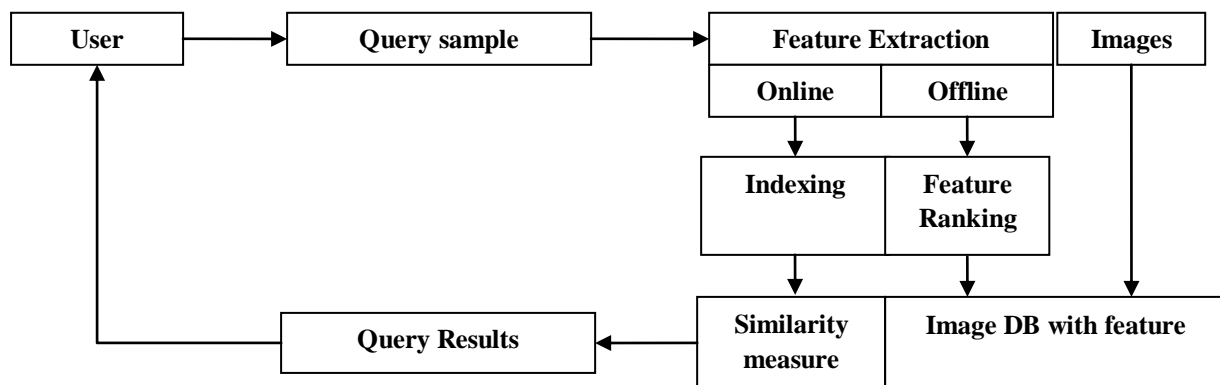 User
Query sample
Feature Extraction
Images
Online
Offline
Indexing
Feature
Ranking
Query Results
Similarity
measure
Image DB with feature